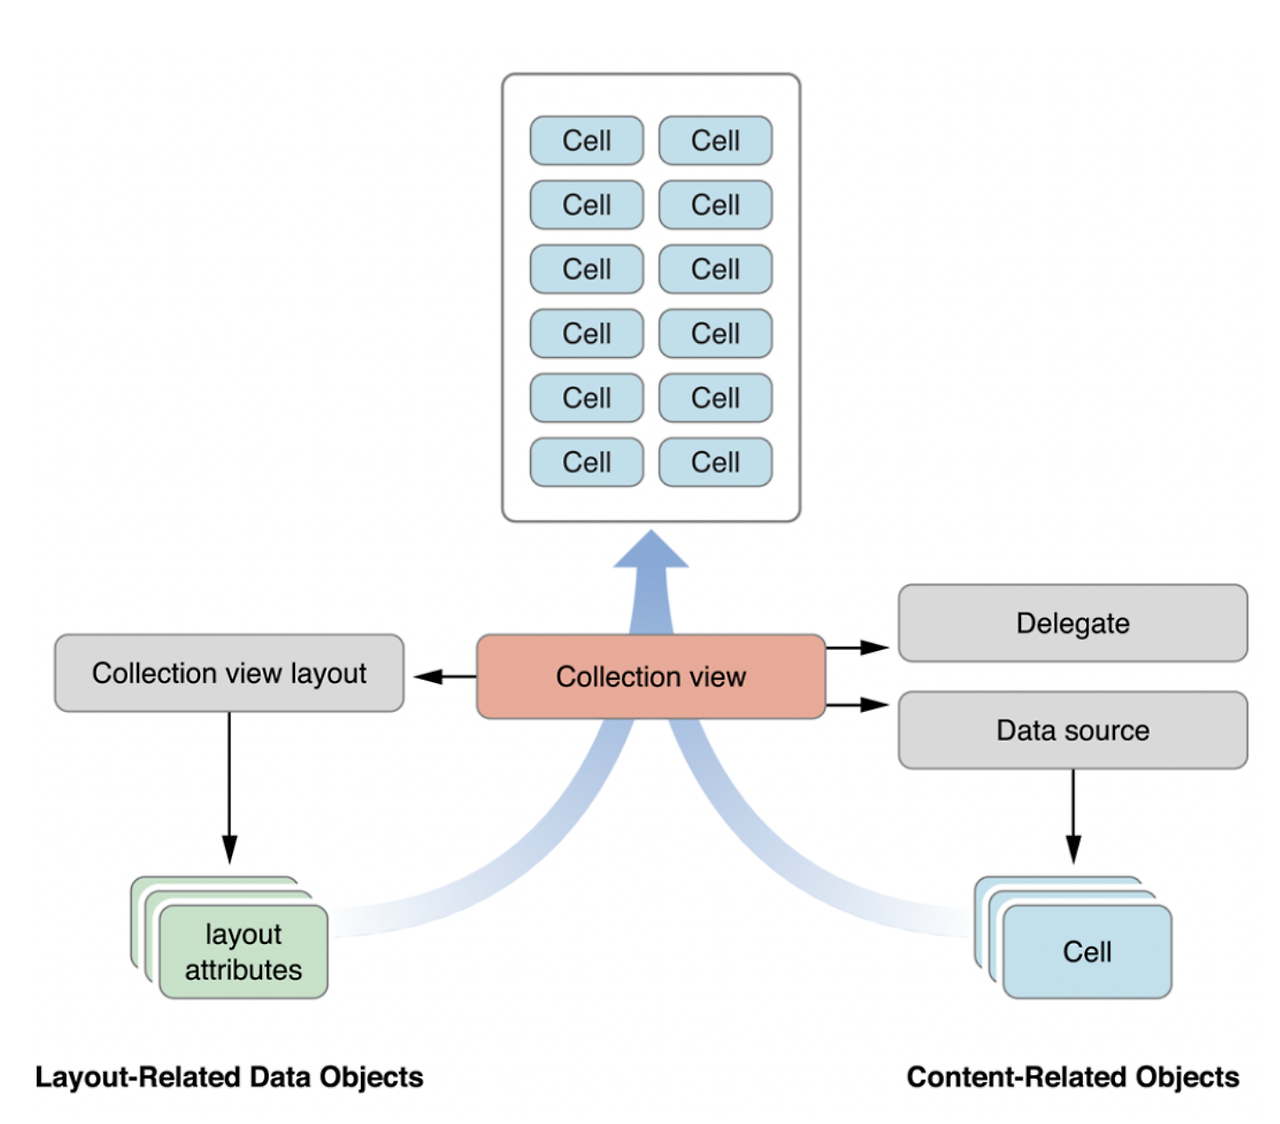 Cell Cell
Cell Cell
Cell Cell
Cell Cell
Cell Cell
Cell Cell
Delegate
Collection view layout
Collection view
Data source
layout
attributes
Cell
Layout-Related Data Objects
Content-Related Objects